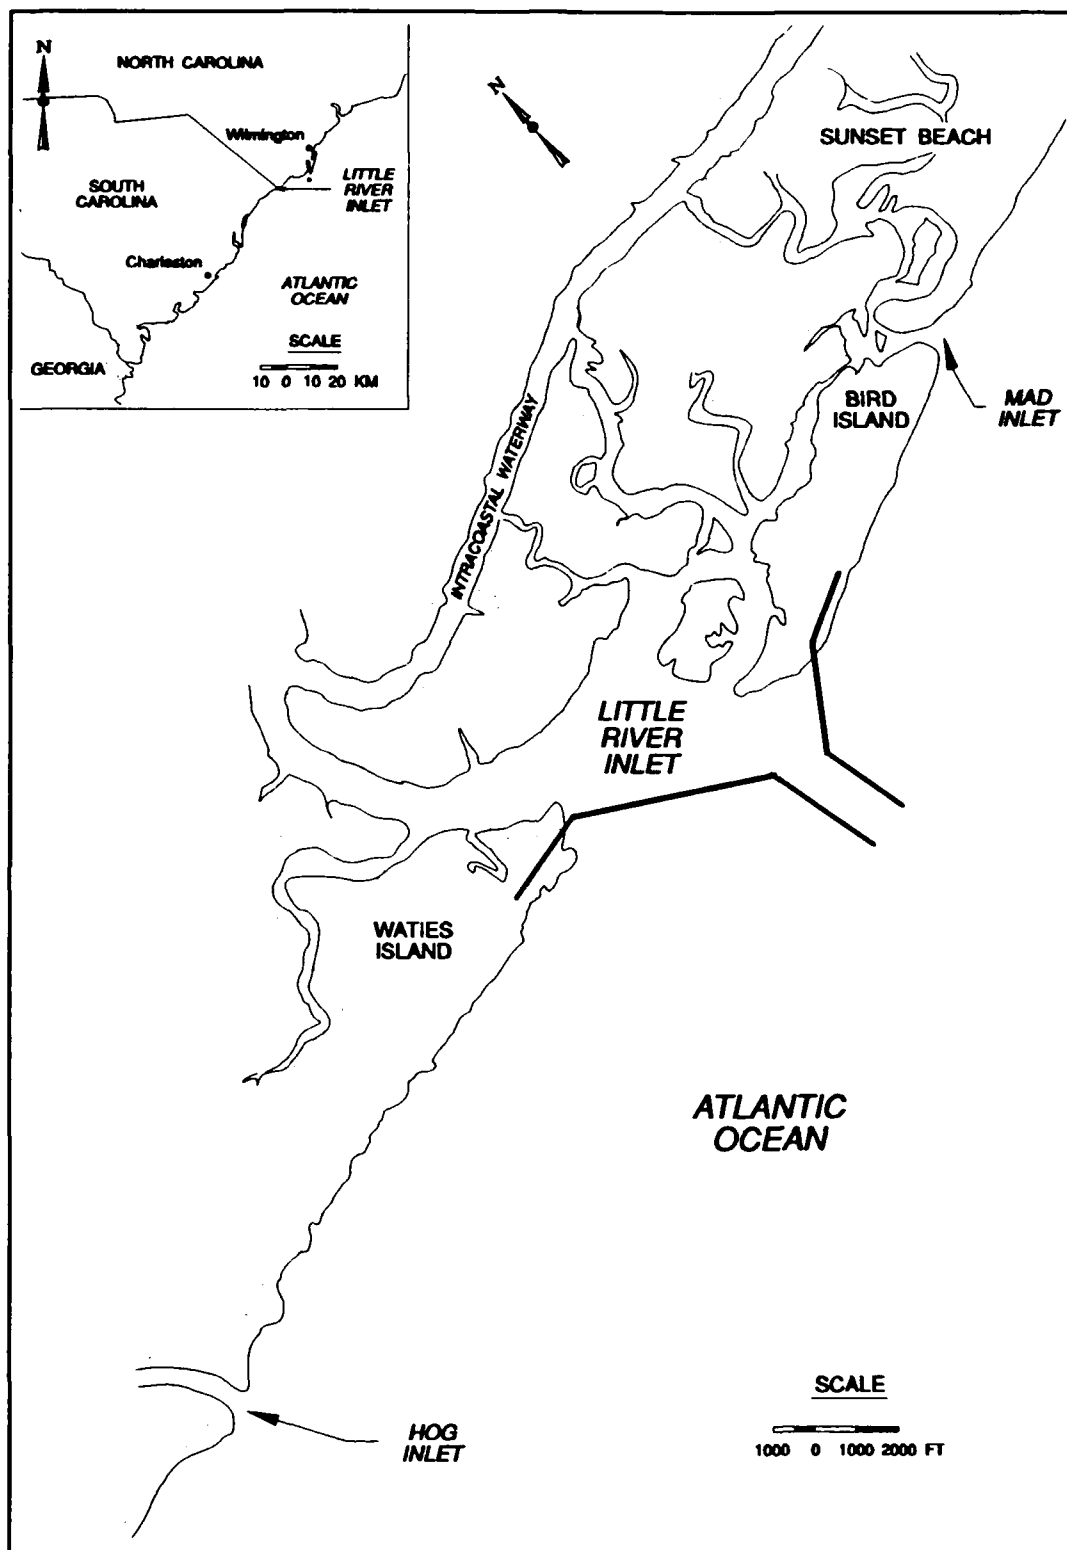 N
NORTH CAROLINA
Wilmington
LITTLE
RIVER
INLET
SOUTH
CAROLINA
Charleston
ATLANTIC
OCEAN
SCALE
GEORGIA
10 0 10 20 KM
N
SUNSET BEACH
BIRD
ISLAND
MAD
INLET
INTRACOASTAL WATERWAY
LITTLE
RIVER
INLET
WATIES
ISLAND
ATLANTIC
OCEAN
SCALE
1000 0 1000 2000 FT
HOG
INLET